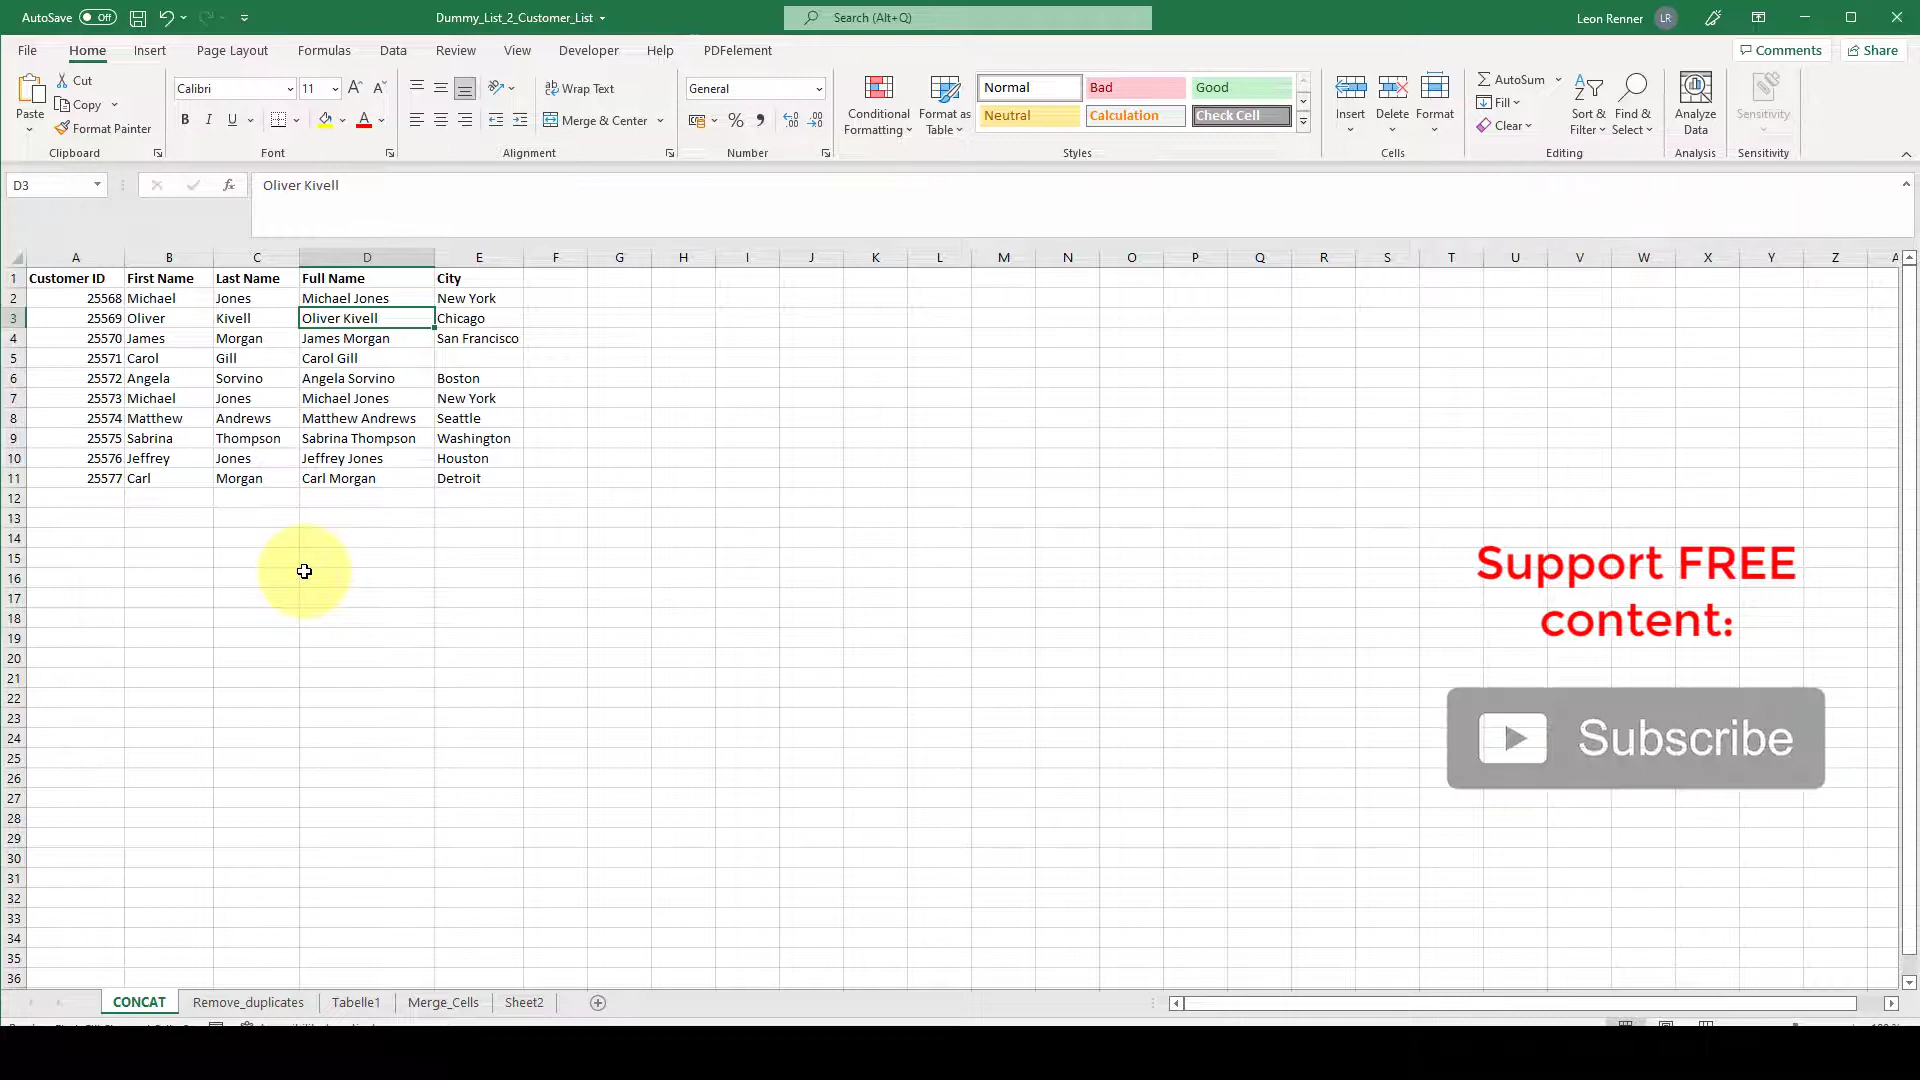 AutoSave Off Dummy_List_2_Customer_List Search (Alt+Q) Leon Renner LR
File Home Insert Page Layout Formulas Data Review View Developer Help PDFelement Comments Share
Paste Cut Copy Format Painter Clipboard
Calibri 11 A A B I U A Font
Wrap Text Merge & Center Alignment
General % Number
Conditional Formatting Format as Table
Normal Bad Good
Neutral Calculation Check Cell
Styles
Insert Delete Format Cells
AutoSum Fill Clear Sort & Filter Find & Select Editing
Analyze Data Analysis
Sensitivity Sensitivity
D3 fx Oliver Kivell
A B C D E F G H I J K L M N O P Q R S T U V W X Y Z
1 Customer ID First Name Last Name Full Name City
2 25568 Michael Jones Michael Jones New York
3 25569 Oliver Kivell Oliver Kivell Chicago
4 25570 James Morgan James Morgan San Francisco
5 25571 Carol Gill Carol Gill
6 25572 Angela Sorvino Angela Sorvino Boston
7 25573 Michael Jones Michael Jones New York
8 25574 Matthew Andrews Matthew Andrews Seattle
9 25575 Sabrina Thompson Sabrina Thompson Washington
10 25576 Jeffrey Jones Jeffrey Jones Houston
11 25577 Carl Morgan Carl Morgan Detroit
12
13
14
15
16
17
18
19
20
21
22
23
24
25
26
27
28
29
30
31
32
33
34
35
36
Support FREE
content:
Subscribe
CONCAT Remove_duplicates Tabelle1 Merge_Cells Sheet2